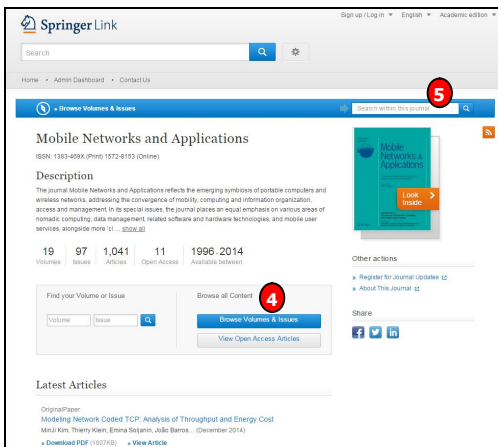 Sign up / Log in English Academic edition
Springer Link
Search
Home • Admin Dashboard • Contact Us
5
» Browse Volumes & Issues
Search within this journal
Mobile Networks and Applications
ISSN: 1383-469X (Print) 1572-8153 (Online)
Description
The journal Mobile Networks and Applications reflects the emerging symbiosis of portable computers and
wireless networks, addressing the convergence of mobility, computing and information organization,
access and management. In its special issues, the journal places an equal emphasis on various areas of
nomadic computing, data management, related software and hardware technologies, and mobile user
services, alongside more 'cl ... show all
19 97 1,041 11 1996-2014
Volumes Issues Articles Open Access Available between
Mobile
Networks &
Applications
Look
Inside
Other actions
» Register for Journal Updates
» About This Journal
Share
Find your Volume or Issue
Volume Issue
Browse all Content
4
Browse Volumes & Issues
View Open Access Articles
Latest Articles
OriginalPaper
Modeling Network Coded TCP: Analysis of Throughput and Energy Cost
MinJi Kim, Thierry Klein, Emina Soljanin, João Barros... (December 2014)
» Download PDF (1807KB) » View Article